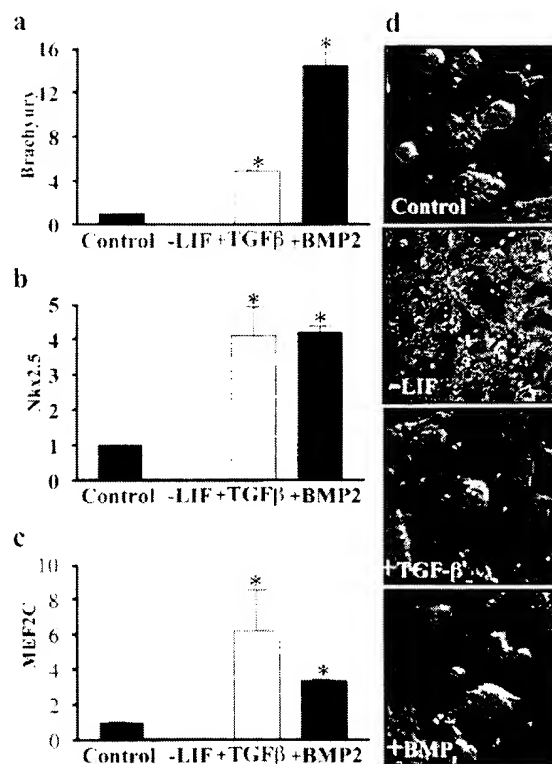 a
16
12
8
4
0
Brachyury
Control -LIF +TGFβ +BMP2
*
*
b
5
4
3
2
1
0
Nkx2.5
Control -LIF +TGFβ +BMP2
*
*
c
10
8
6
4
2
0
MEF2C
Control -LIF +TGFβ +BMP2
*
*
d
Control
-LIF
+TGF-β
+BMP